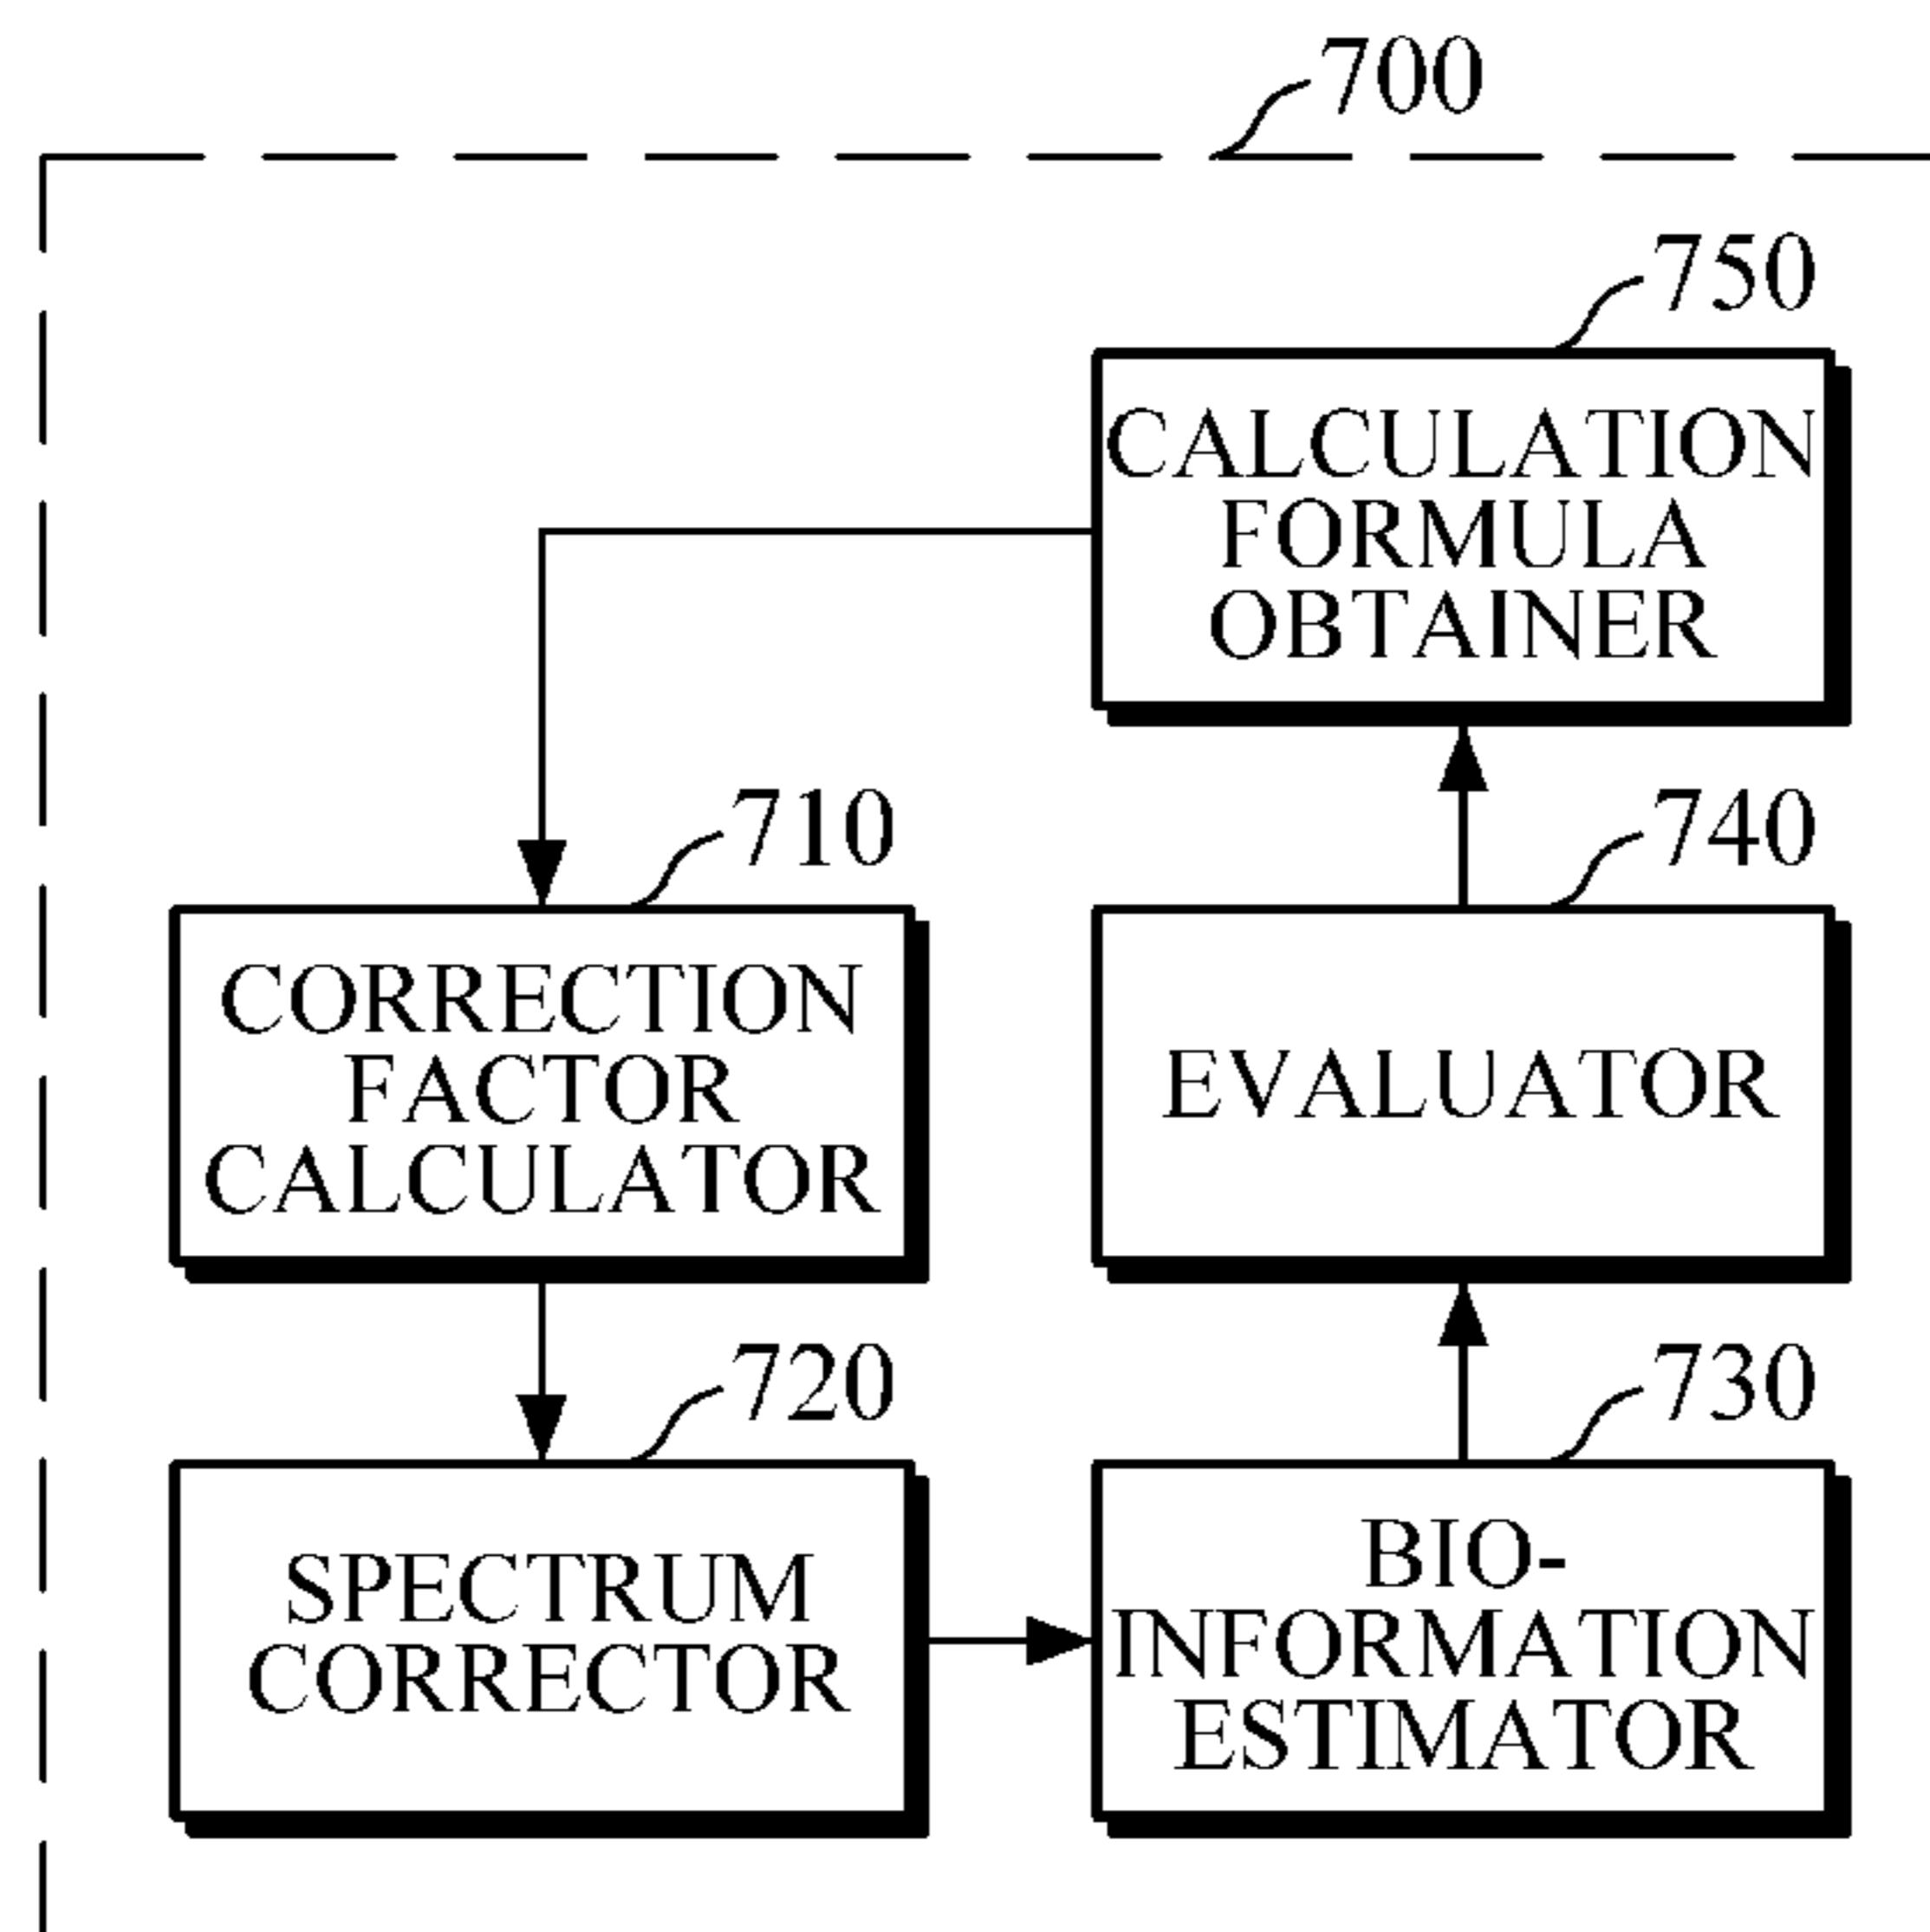 700
750
CALCULATION
FORMULA
OBTAINER
710
CORRECTION
FACTOR
CALCULATOR
740
EVALUATOR
720
SPECTRUM
CORRECTOR
730
BIO-
INFORMATION
ESTIMATOR